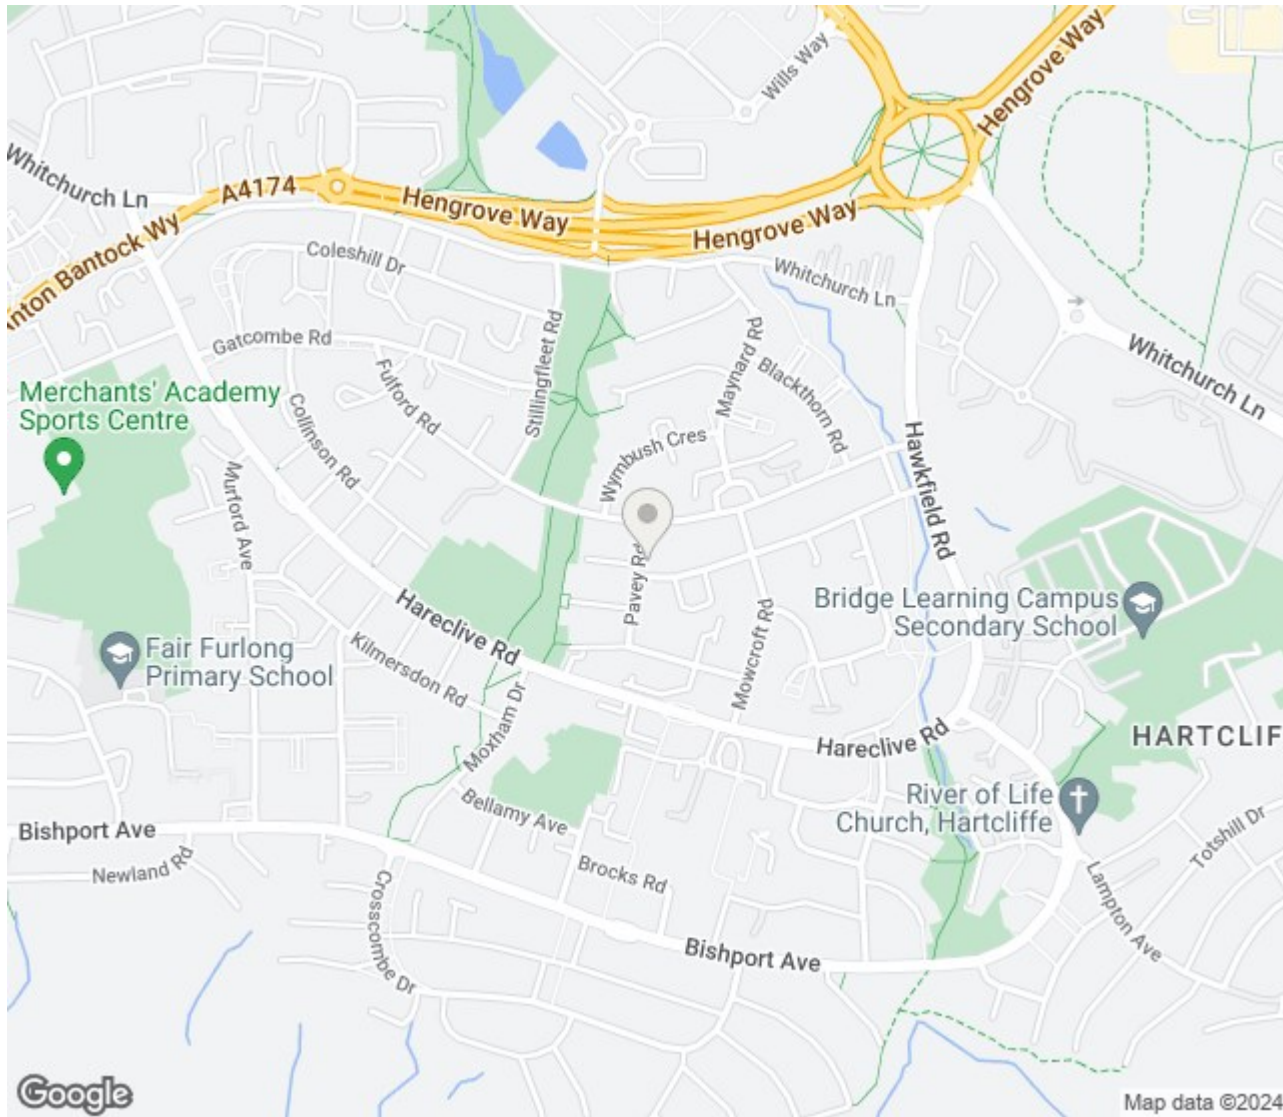 Wills Way
Hengrove Way
Whitchurch Ln
A4174
Hengrove Way
Hengrove Way
Anton Bantock Wy
Coleshill Dr
Whitchurch Ln
Gatcombe Rd
Stillingfleet Rd
Maynard Rd
Whitchurch Ln
Merchants' Academy
Sports Centre
Fulford Rd
Blackthorn Rd
Collinson Rd
Wymbush Cres
Hawkfield Rd
Murford Ave
Pavey Rd
Bridge Learning Campus
Secondary School
Hareclive Rd
Fair Furlong
Primary School
Kilmersdon Rd
Mowcroft Rd
Moxham Dr
Hareclive Rd
HARTCLIF
River of Life
Church, Hartcliffe
Bellamy Ave
Totshill Dr
Bishport Ave
Newland Rd
Brocks Rd
Lampton Ave
Crosscombe Dr
Bishport Ave
Google
Map data ©2024